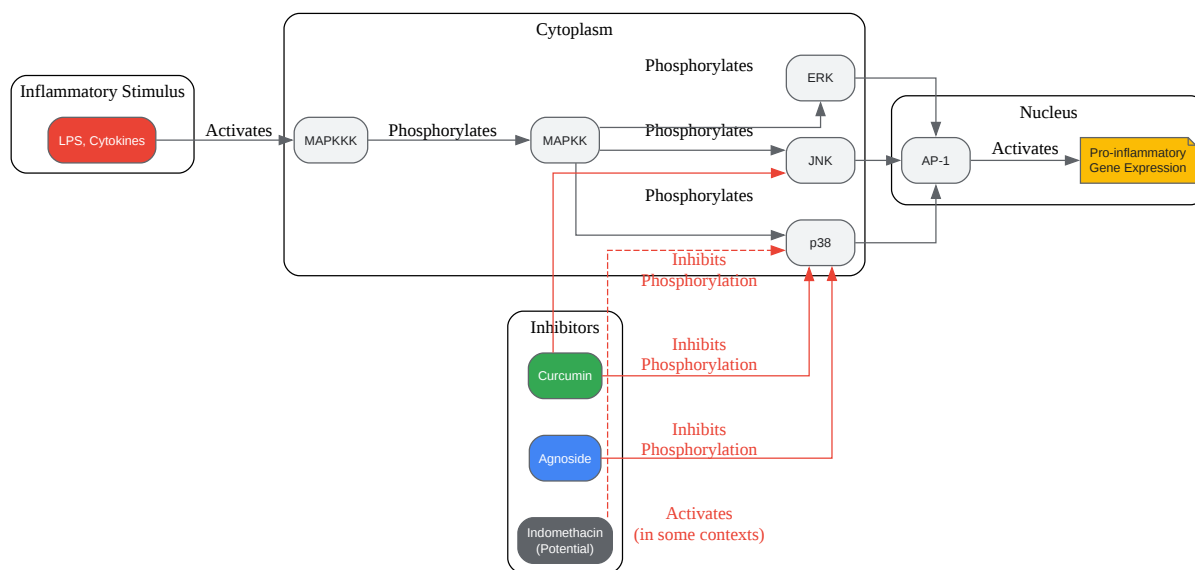 Cytoplasm
Inflammatory Stimulus
LPS, Cytokines
Activates
MAPKKK
Phosphorylates
MAPKK
Phosphorylates
ERK
Phosphorylates
JNK
Phosphorylates
p38
Nucleus
AP-1
Activates
Pro-inflammatory
Gene Expression
Inhibits
Phosphorylation
Inhibitors
Curcumin
Inhibits
Phosphorylation
Agnoside
Inhibits
Phosphorylation
Indomethacin
(Potential)
Activates
(in some contexts)